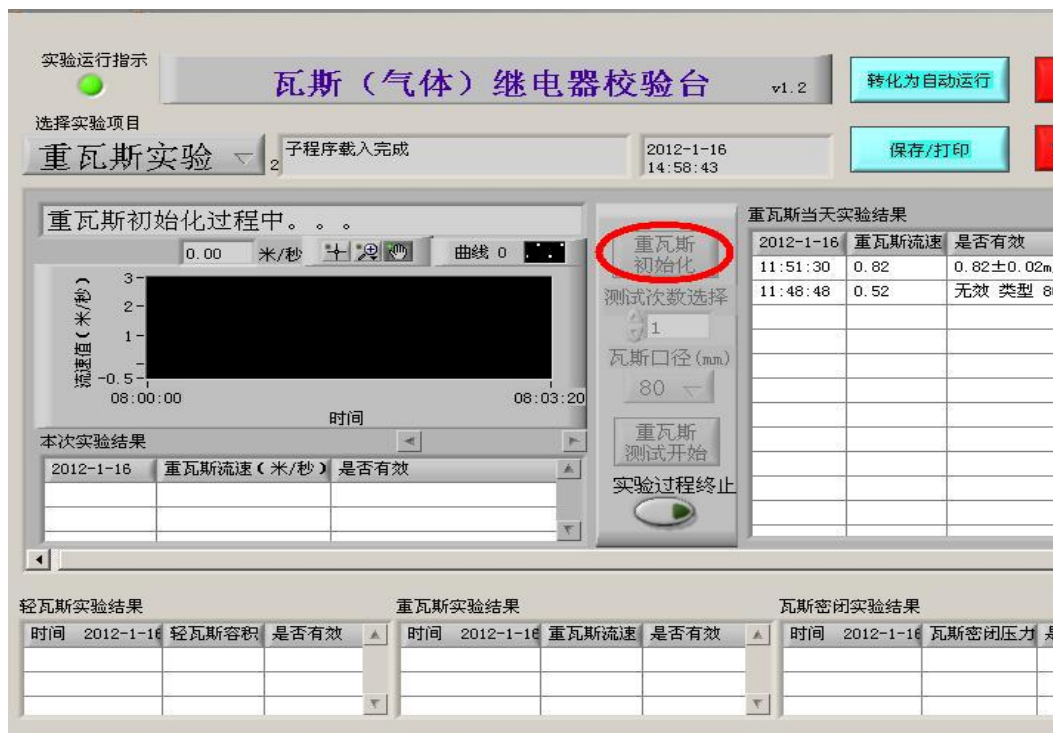 实验运行指示
瓦斯（气体）继电器校验台 v1.2
转化为自动运行
选择实验项目
重瓦斯实验
2
子程序载入完成
2012-1-16
14:58:43
保存/打印
重瓦斯初始化过程中。。。
0.00 米/秒
曲线 0
流速值(米/秒)
3
2
1
-0.5
08:00:00
08:03:20
时间
本次实验结果
2012-1-16 重瓦斯流速(米/秒) 是否有效
重瓦斯
初始化
测试次数选择
1
瓦斯口径(mm)
80
重瓦斯
测试开始
实验过程终止
重瓦斯当天实验结果
2012-1-16 重瓦斯流速 是否有效
11:51:30 0.82 0.82±0.02m
11:48:48 0.52 无效 类型 8
轻瓦斯实验结果
时间 2012-1-16 轻瓦斯容积 是否有效
重瓦斯实验结果
时间 2012-1-16 重瓦斯流速 是否有效
瓦斯密闭实验结果
时间 2012-1-16 瓦斯密闭压力